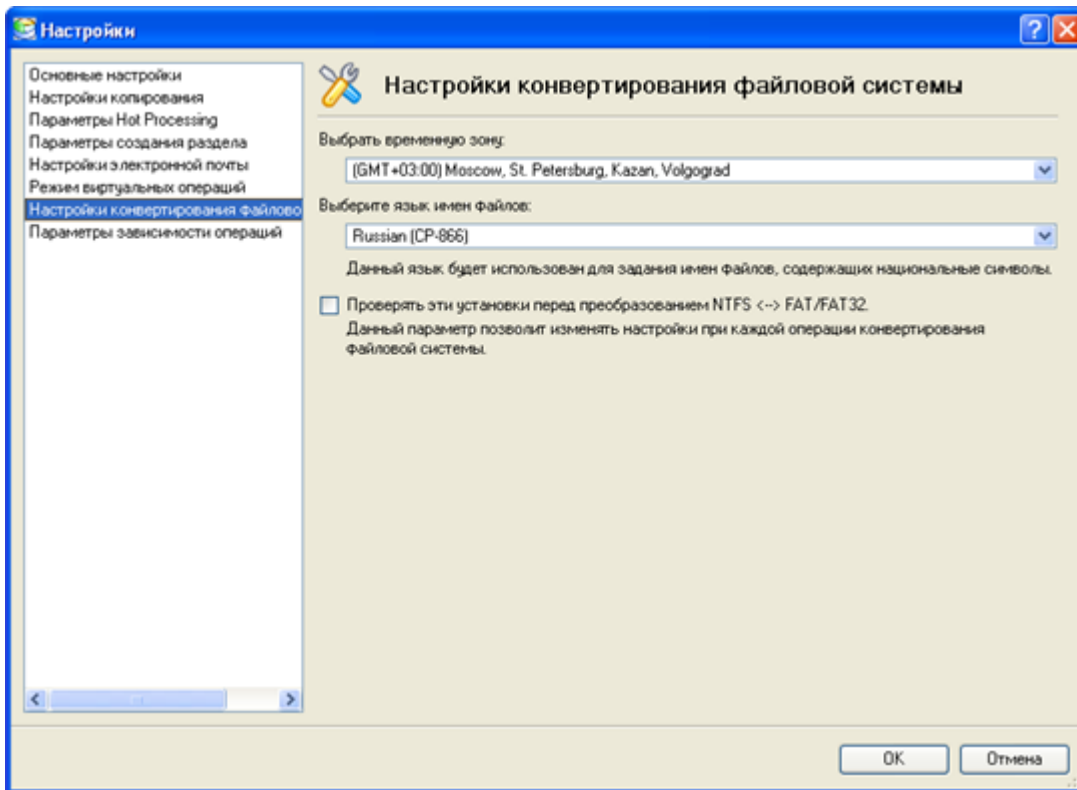 Настройки
Основные настройки
Настройки копирования
Параметры Hot Processing
Параметры создания раздела
Настройки электронной почты
Режим виртуальных операций
Настройки конвертирования файлово
Параметры зависимости операций
Настройки конвертирования файловой системы
Выбрать временную зону:
(GMT+03:00) Moscow, St. Petersburg, Kazan, Volgograd
Выберите язык имен файлов:
Russian (CP-866)
Данный язык будет использован для задания имен файлов, содержащих национальные символы.
Проверять эти установки перед преобразованием NTFS <--> FAT/FAT32.
Данный параметр позволит изменять настройки при каждой операции конвертирования
файловой системы.
OK
Отмена